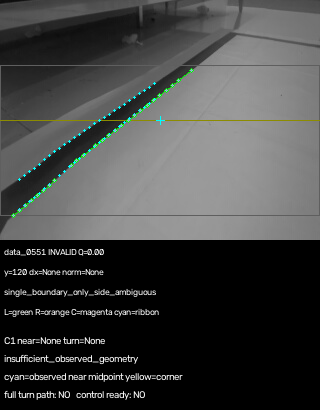 data_0551 INVALID Q=0.00
y=120 dx=None norm=None
single_boundary_only_side_ambiguous
L=green R=orange C=magenta cyan=ribbon
C1 near=None turn=None
insufficient_observed_geometry
cyan=observed near midpoint yellow=corner
full turn path: NO control ready: NO